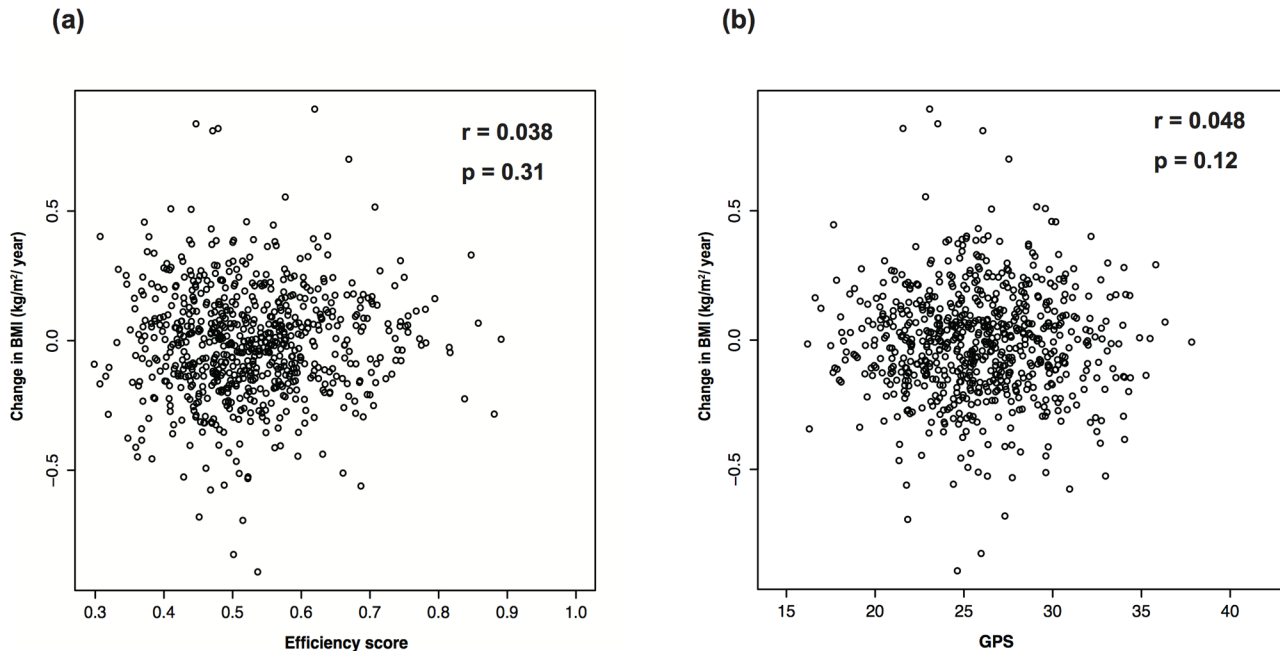 (a)
r = 0.038
p = 0.31
0.5
0.0
−0.5
Change in BMI (kg/m²/ year)
0.3 0.4 0.5 0.6 0.7 0.8 0.9 1.0
Efficiency score
(b)
r = 0.048
p = 0.12
0.5
0.0
−0.5
Change in BMI (kg/m²/ year)
15 20 25 30 35 40
GPS